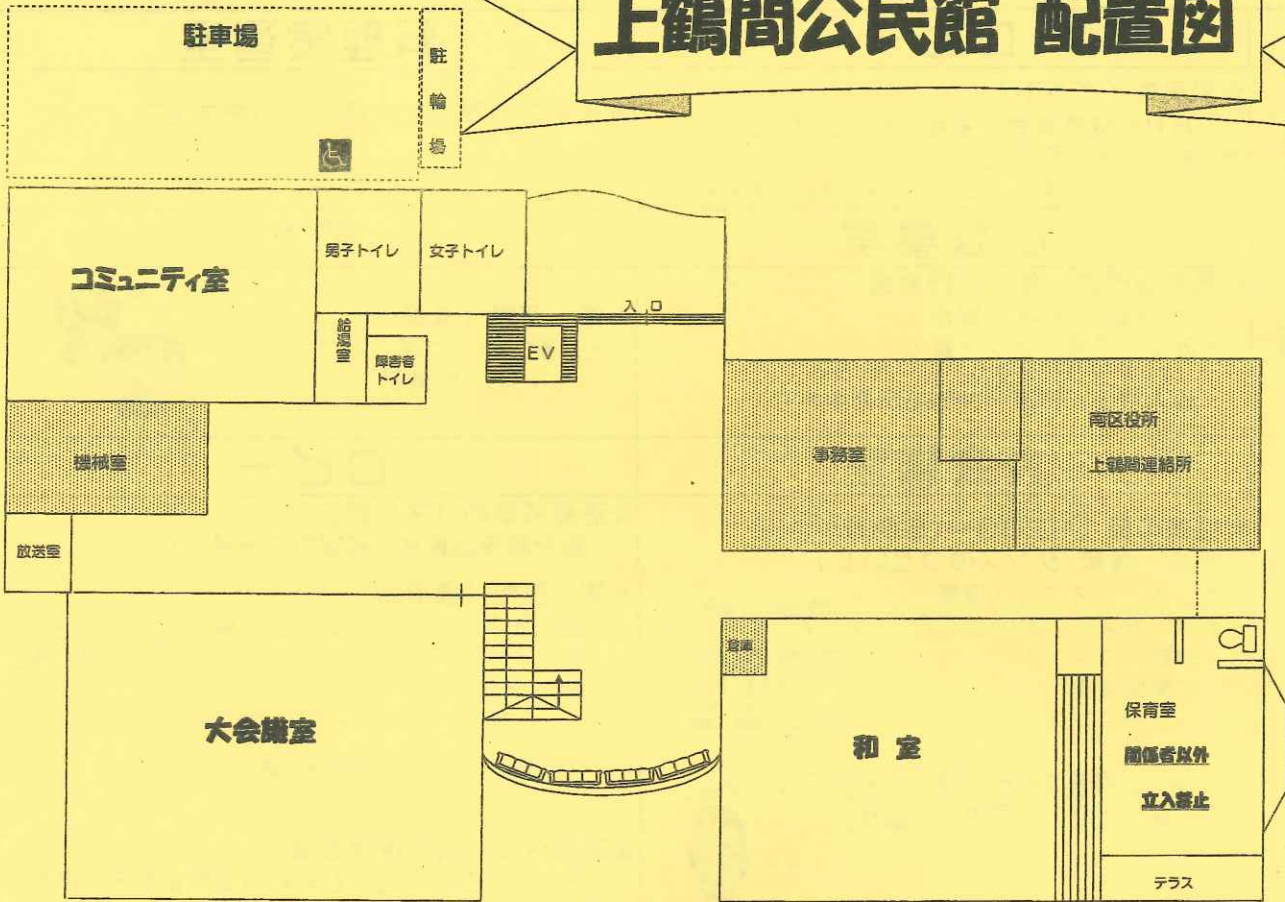 上鶴間公民館 配置図
駐車場
駐輪場
コミュニティ室
男子トイレ
女子トイレ
入口
給湯室
障害者
トイレ
EV
機械室
事務室
南区役所
上鶴間連絡所
放送室
倉庫
大会議室
和室
保育室
関係者以外
立入禁止
テラス